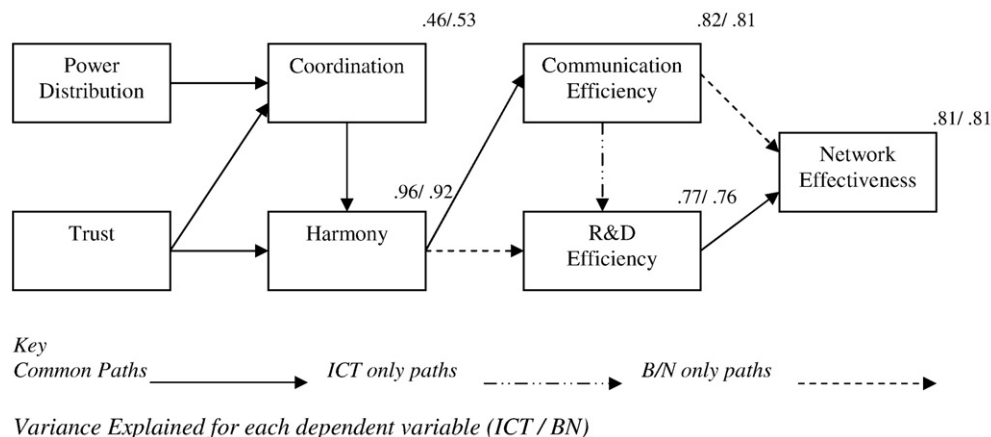 .46/.53
.82/ .81
Power
Distribution
Coordination
Communication
Efficiency
.81/ .81
Network
Effectiveness
.96/ .92
.77/ .76
Trust
Harmony
R&D
Efficiency
Key
Common Paths
ICT only paths
B/N only paths
Variance Explained for each dependent variable (ICT / BN)